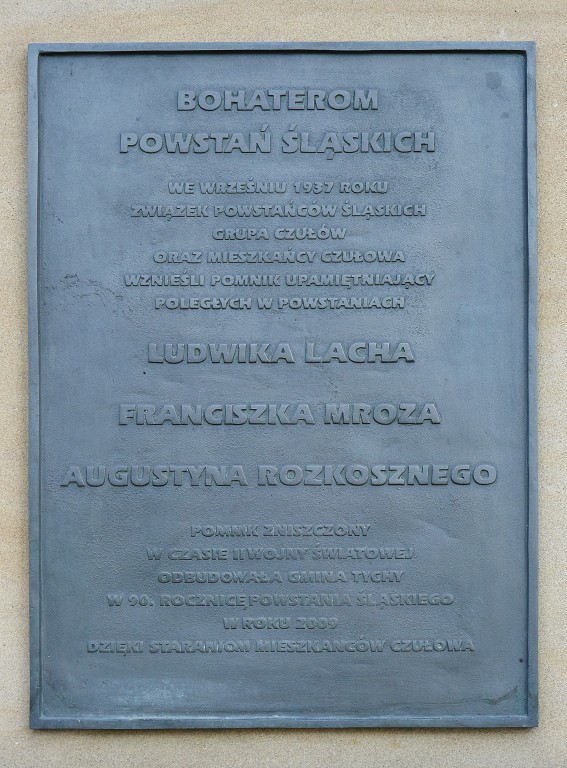 BOHATEROM
POWSTAŃ ŚLĄSKICH
WE WRZEŚNIU 1937 ROKU
ZWIĄZEK POWSTAŃCÓW ŚLĄSKICH
GRUPA CZUŁÓW
ORAZ MIESZKAŃCY CZUŁOWA
WZNIEŚLI POMNIK UPAMIĘTNIAJĄCY
POLEGŁYCH W POWSTANIACH
LUDWIKA LACHA
FRANCISZKA MROZA
AUGUSTYNA ROZKOSZNEGO
POMNIK ZNISZCZONY
W CZASIE II WOJNY ŚWIATOWEJ
ODBUDOWAŁA GMINA TYCHY
W 90. ROCZNICĘ POWSTANIA ŚLĄSKIEGO
W ROKU 2009
DZIĘKI STARANIOM MIESZKAŃCÓW CZUŁOWA